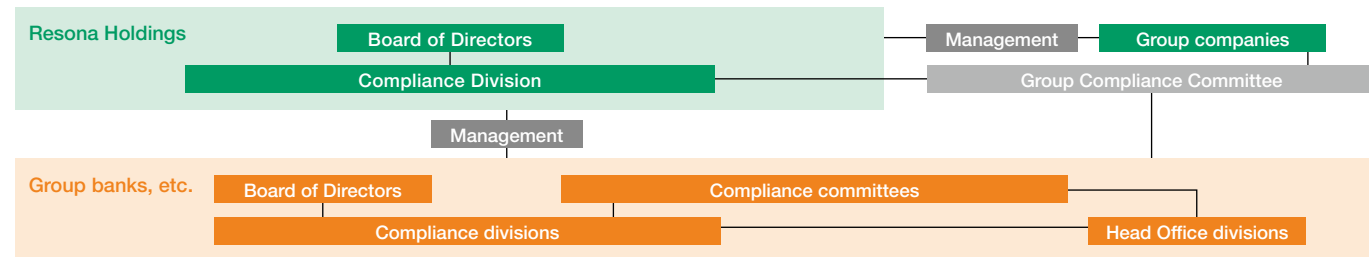 Resona Holdings
Board of Directors
Management
Group companies
Compliance Division
Group Compliance Committee
Management
Group banks, etc.
Board of Directors
Compliance committees
Compliance divisions
Head Office divisions